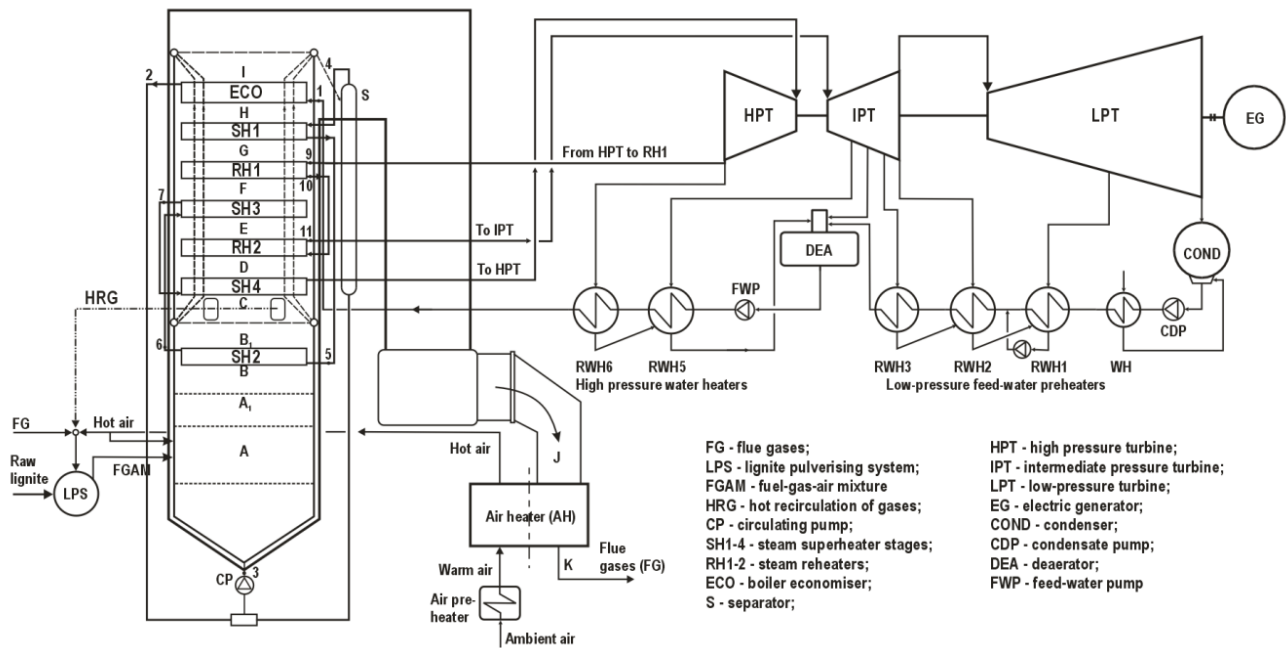 I
2
4
ECO
1
S
H
SH1
G
9
From HPT to RH1
RH1
10
F
7
SH3
E
11
To IPT
RH2
D
To HPT
SH4
HRG
C
B₁
6
SH2
5
B
A₁
A
FG
Hot air
Raw
lignite
LPS
FGAM
CP
3
Hot air
J
Air heater (AH)
K
Flue
gases (FG)
Warm air
Air pre-
heater
Ambient air
HPT
IPT
LPT
EG
DEA
COND
FWP
CDP
RWH6
RWH5
High pressure water heaters
RWH3
RWH2
RWH1
WH
Low-pressure feed-water preheaters
FG - flue gases;
LPS - lignite pulverising system;
FGAM - fuel-gas-air mixture
HRG - hot recirculation of gases;
CP - circulating pump;
SH1-4 - steam superheater stages;
RH1-2 - steam reheaters;
ECO - boiler economiser;
S - separator;
HPT - high pressure turbine;
IPT - intermediate pressure turbine;
LPT - low-pressure turbine;
EG - electric generator;
COND - condenser;
CDP - condensate pump;
DEA - deaerator;
FWP - feed-water pump